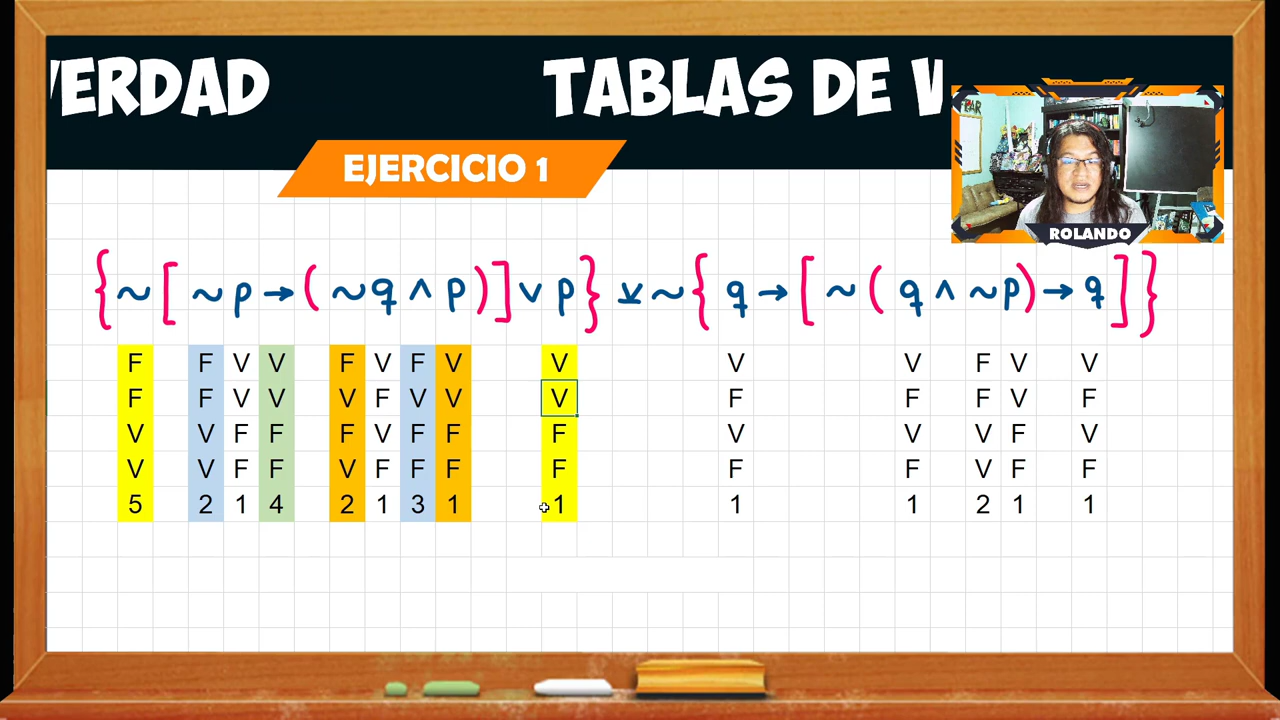 VERDAD TABLAS DE V
EJERCICIO 1
PAR
ROLANDO
{~[~p→(~q∧p)]∨p}⊻~{q→[~(q∧~p)→q]}
F F V V F V F V V V V F V V
F F V V V F V V V F F F V F
V V F F F V F F F V V V F V
V V F F V F F F F F F V F F
5 2 1 4 2 1 3 1 1 1 1 2 1 1